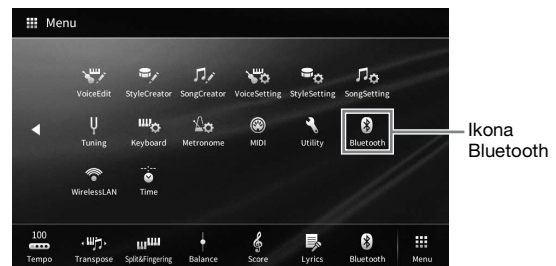 Menu
VoiceEdit StyleCreator SongCreator VoiceSetting StyleSetting SongSetting
Tuning Keyboard Metronome MIDI Utility Bluetooth
Ikona
Bluetooth
WirelessLAN Time
100
Tempo Transpose Split&Fingering Balance Score Lyrics Bluetooth Menu